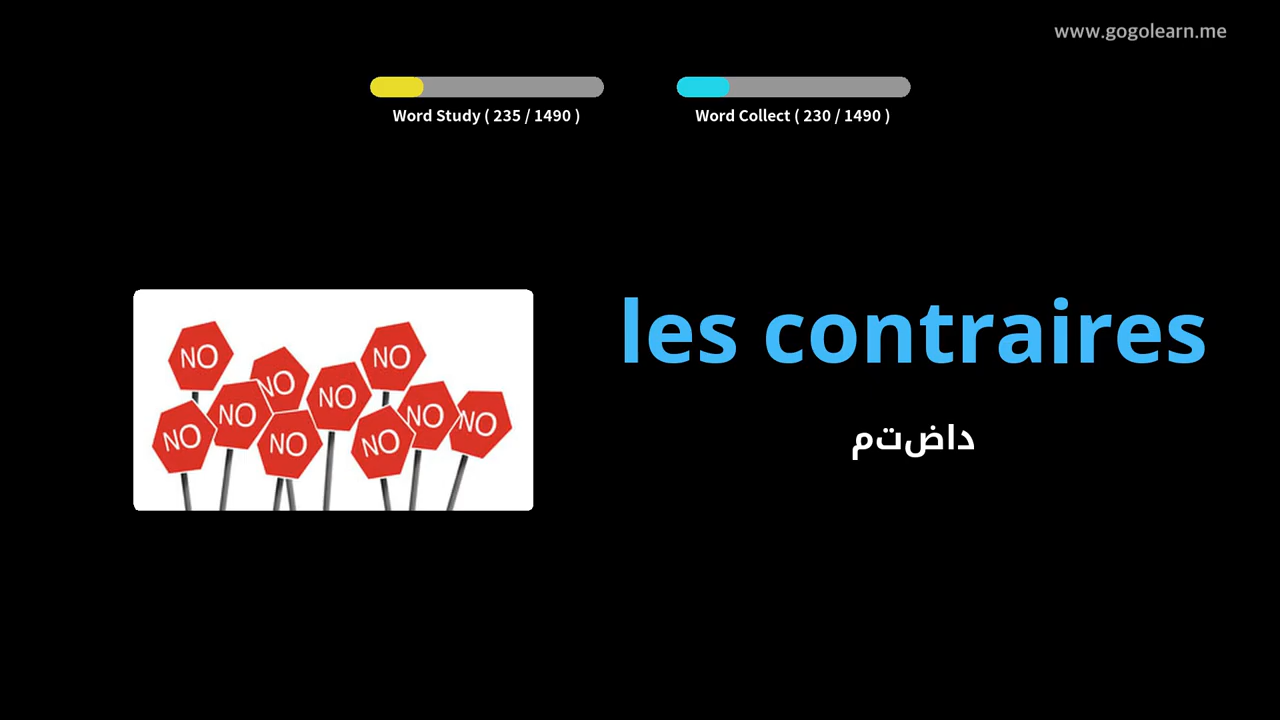 www.gogolearn.me
Word Study ( 235 / 1490 )
Word Collect ( 230 / 1490 )
les contraires
داضتم
NO
NO
NO
NO
NO
NO
NO
NO
NO
NO